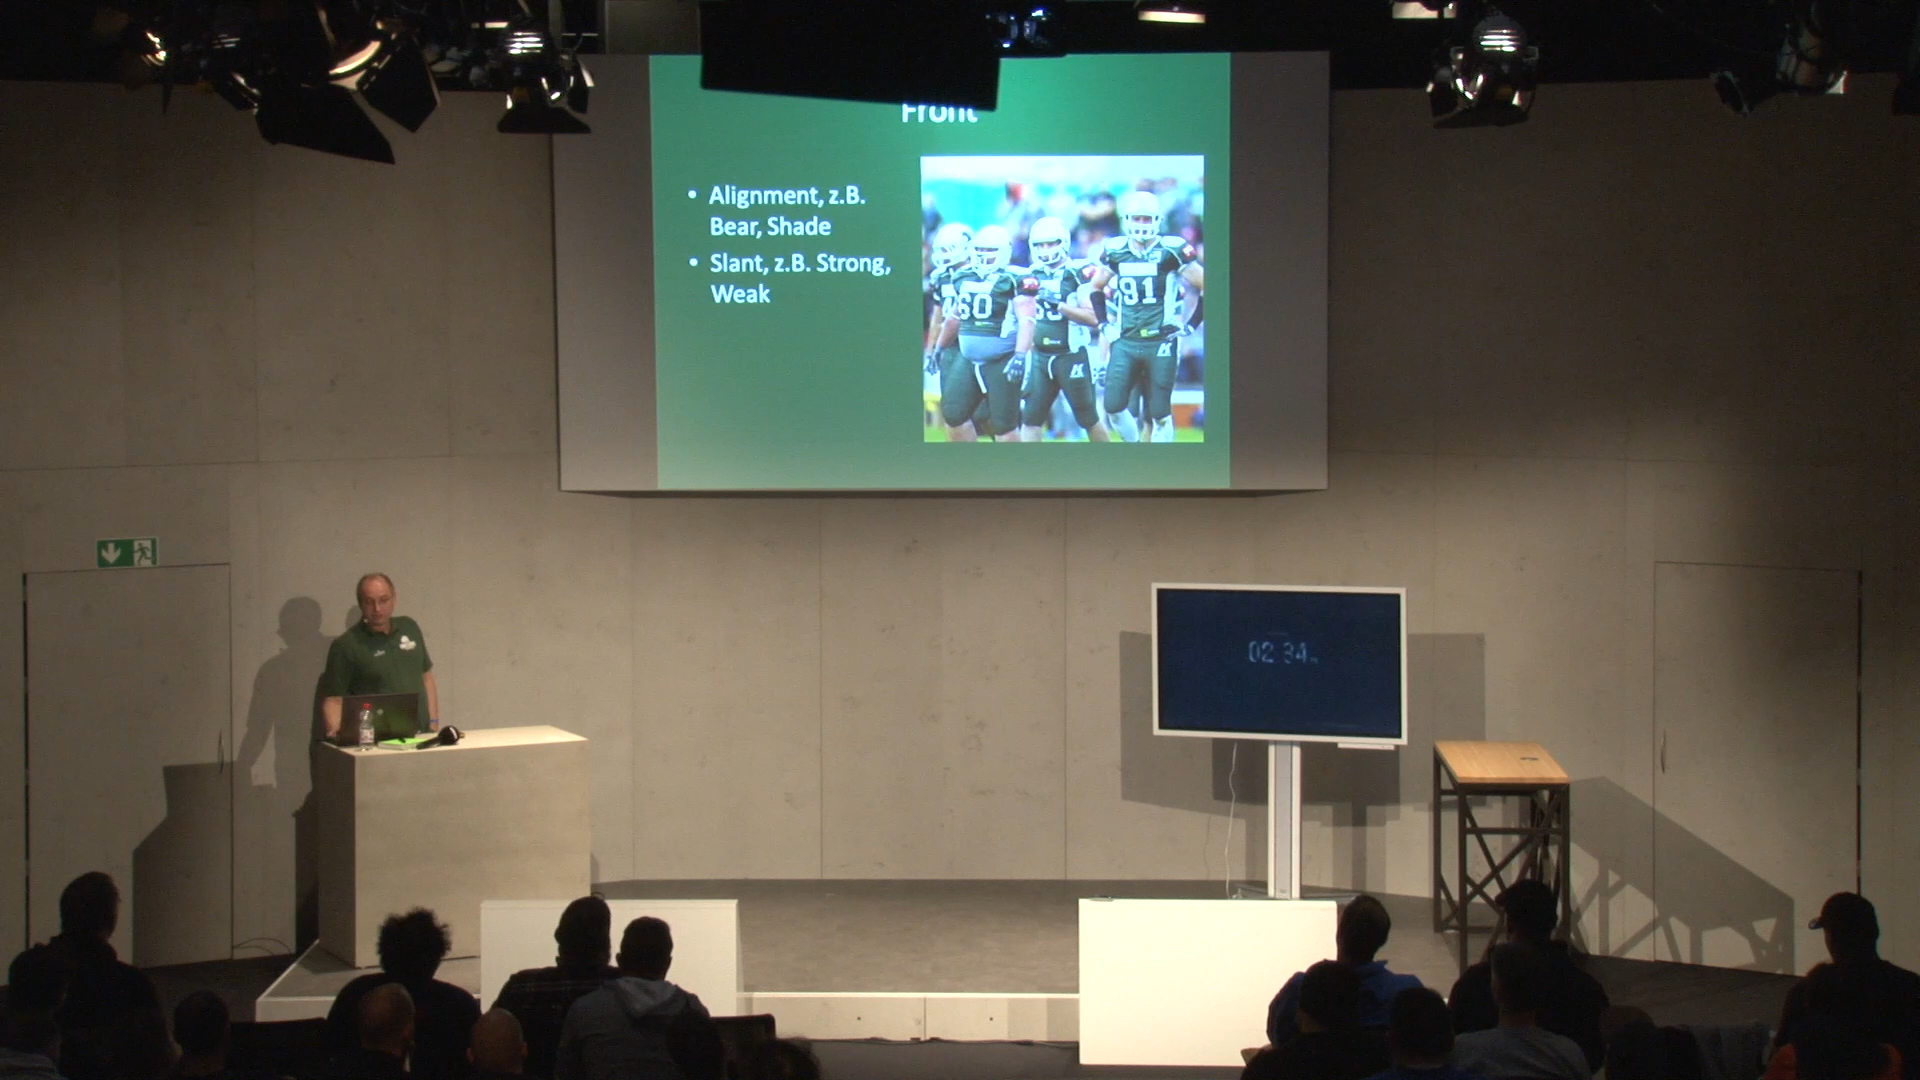 Front
• Alignment, z.B.
Bear, Shade
• Slant, z.B. Strong,
Weak
60
91
02 34